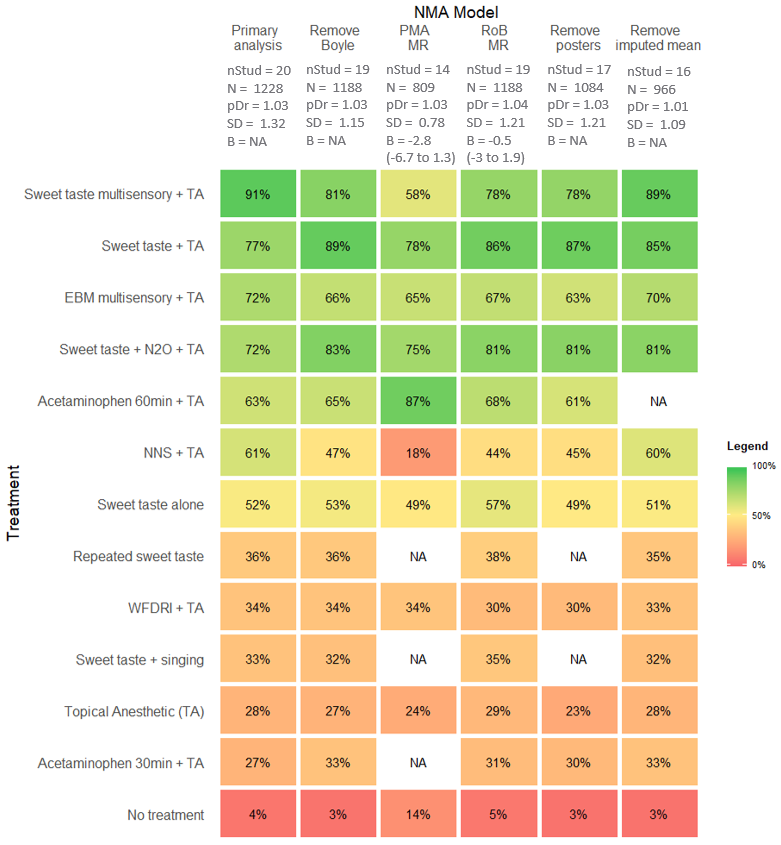 NMA Model
Primary analysis Remove Boyle PMA MR RoB MR Remove posters Remove imputed mean
nStud = 20 nStud = 19 nStud = 14 nStud = 19 nStud = 17 nStud = 16
N = 1228 N = 1188 N = 809 N = 1188 N = 1084 N = 966
pDr = 1.03 pDr = 1.03 pDr = 1.03 pDr = 1.04 pDr = 1.03 pDr = 1.01
SD = 1.32 SD = 1.15 SD = 0.78 SD = 1.21 SD = 1.21 SD = 1.09
B = NA B = NA B = -2.8 B = -0.5 B = NA B = NA
(-6.7 to 1.3) (-3 to 1.9)
Treatment
Sweet taste multisensory + TA 91% 81% 58% 78% 78% 89%
Sweet taste + TA 77% 89% 78% 86% 87% 85%
EBM multisensory + TA 72% 66% 65% 67% 63% 70%
Sweet taste + N2O + TA 72% 83% 75% 81% 81% 81%
Acetaminophen 60min + TA 63% 65% 87% 68% 61% NA
NNS + TA 61% 47% 18% 44% 45% 60%
Sweet taste alone 52% 53% 49% 57% 49% 51%
Repeated sweet taste 36% 36% NA 38% NA 35%
WFDRI + TA 34% 34% 34% 30% 30% 33%
Sweet taste + singing 33% 32% NA 35% NA 32%
Topical Anesthetic (TA) 28% 27% 24% 29% 23% 28%
Acetaminophen 30min + TA 27% 33% NA 31% 30% 33%
No treatment 4% 3% 14% 5% 3% 3%
Legend
100%
50%
0%